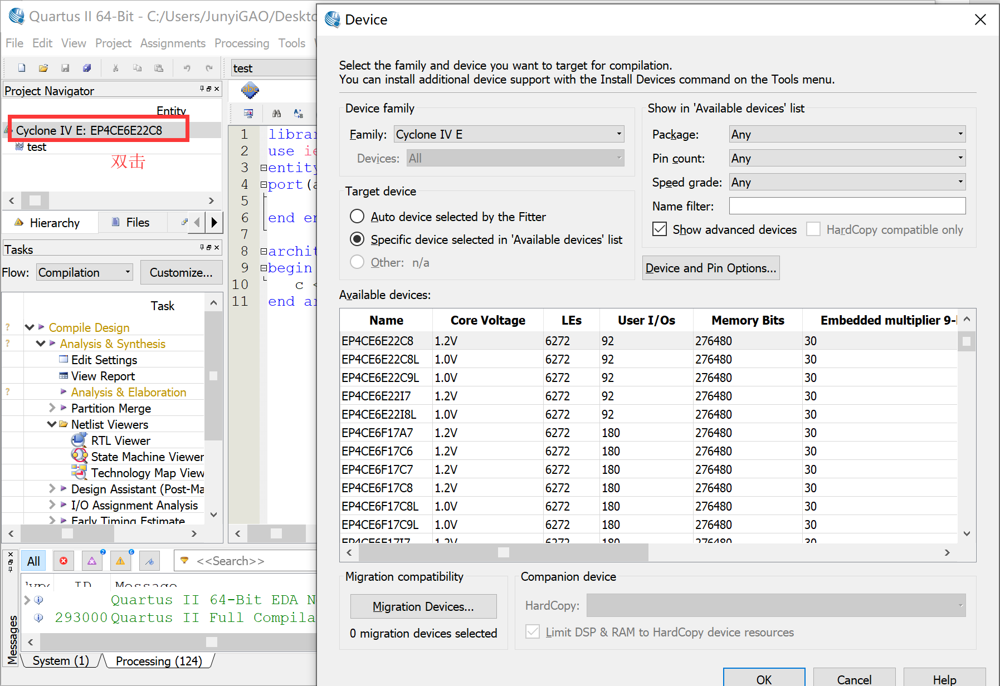 Quartus II 64-Bit - C:/Users/JunyiGAO/Deskto
File Edit View Project Assignments Processing Tools
test
Project Navigator
Entity
Cyclone IV E: EP4CE6E22C8
test
双击
Hierarchy
Files
Tasks
Flow: Compilation Customize...
Task
Compile Design
Analysis & Synthesis
Edit Settings
View Report
Analysis & Elaboration
Partition Merge
Netlist Viewers
RTL Viewer
State Machine Viewer
Technology Map View
Design Assistant (Post-Ma
I/O Assignment Analysis
Early Timing Estimate
abc
1 librar
2 use ie
3 entity
4 port(a
5
6 end en
7
8 archit
9 begin
10 c <
11 end ar
All 2 6 <<Search>>
Type ID Message
Quartus II 64-Bit EDA N
293000 Quartus II Full Compila
Messages
System (1) Processing (124)
Device
Select the family and device you want to target for compilation.
You can install additional device support with the Install Devices command on the Tools menu.
Device family
Family: Cyclone IV E
Devices: All
Target device
Auto device selected by the Fitter
Specific device selected in 'Available devices' list
Other: n/a
Show in 'Available devices' list
Package: Any
Pin count: Any
Speed grade: Any
Name filter:
Show advanced devices HardCopy compatible only
Device and Pin Options...
Available devices:
Name Core Voltage LEs User I/Os Memory Bits Embedded multiplier 9-
EP4CE6E22C8 1.2V 6272 92 276480 30
EP4CE6E22C8L 1.0V 6272 92 276480 30
EP4CE6E22C9L 1.0V 6272 92 276480 30
EP4CE6E22I7 1.2V 6272 92 276480 30
EP4CE6E22I8L 1.0V 6272 92 276480 30
EP4CE6F17A7 1.2V 6272 180 276480 30
EP4CE6F17C6 1.2V 6272 180 276480 30
EP4CE6F17C7 1.2V 6272 180 276480 30
EP4CE6F17C8 1.2V 6272 180 276480 30
EP4CE6F17C8L 1.0V 6272 180 276480 30
EP4CE6F17C9L 1.0V 6272 180 276480 30
EP4CE6F17I7 1.2V 6272 180 276480 30
Migration compatibility
Migration Devices...
0 migration devices selected
Companion device
HardCopy:
Limit DSP & RAM to HardCopy device resources
OK Cancel Help